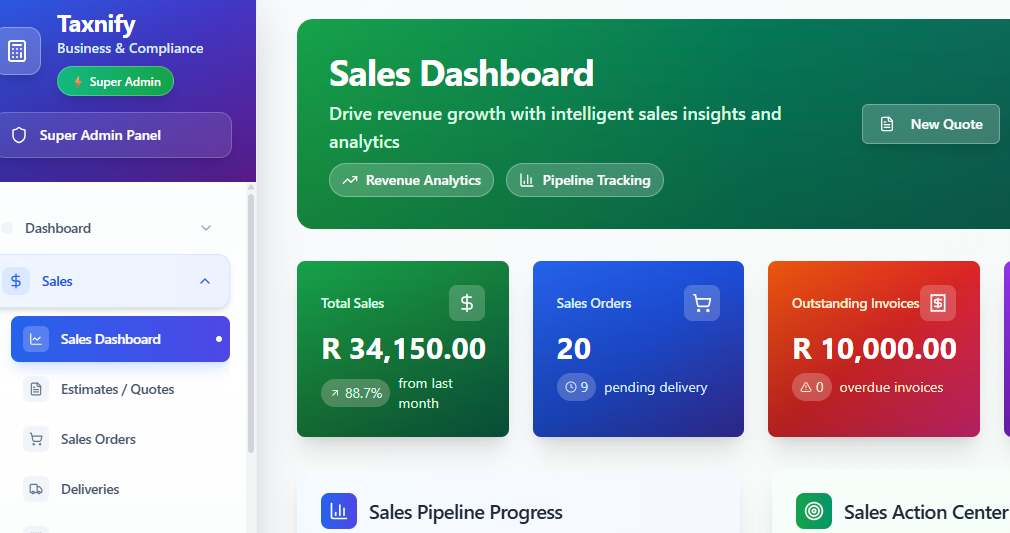 Taxnify
Business & Compliance
Super Admin
Super Admin Panel
Dashboard
Sales
Sales Dashboard
Estimates / Quotes
Sales Orders
Deliveries
Sales Dashboard
Drive revenue growth with intelligent sales insights and
analytics
Revenue Analytics
Pipeline Tracking
New Quote
Total Sales
R 34,150.00
88.7%
from last
month
Sales Orders
20
9
pending delivery
Outstanding Invoices
R 10,000.00
0
overdue invoices
Sales Pipeline Progress
Sales Action Center